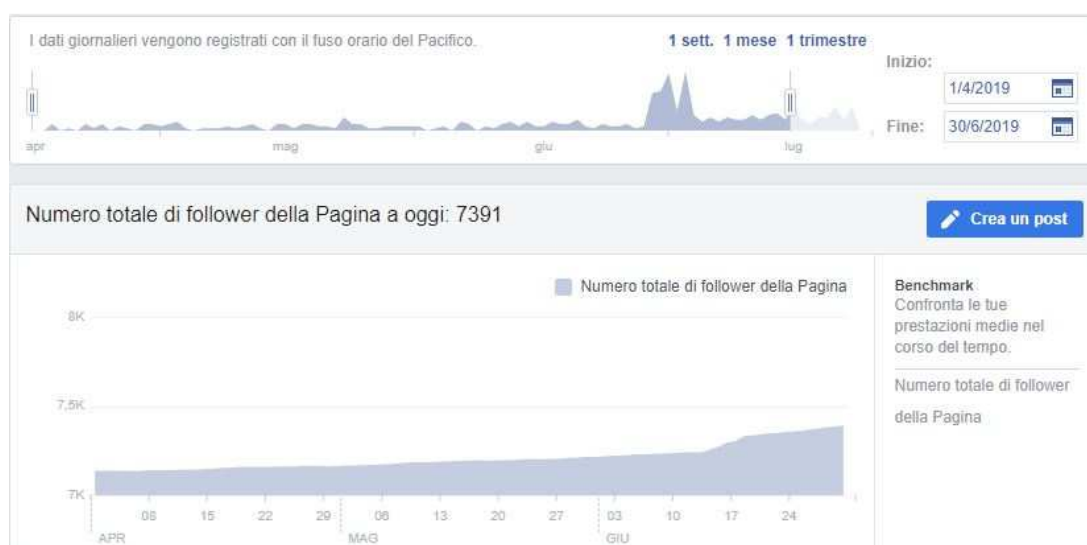 I dati giornalieri vengono registrati con il fuso orario del Pacifico.
1 sett. 1 mese 1 trimestre
Inizio:
1/4/2019
Fine:
30/6/2019
apr mag giu lug
Numero totale di follower della Pagina a oggi: 7391
Crea un post
Numero totale di follower della Pagina
8K
7,5K
7K
08 15 22 29 06 13 20 27 03 10 17 24
APR MAG GIU
Benchmark
Confronta le tue
prestazioni medie nel
corso del tempo.
Numero totale di follower
della Pagina